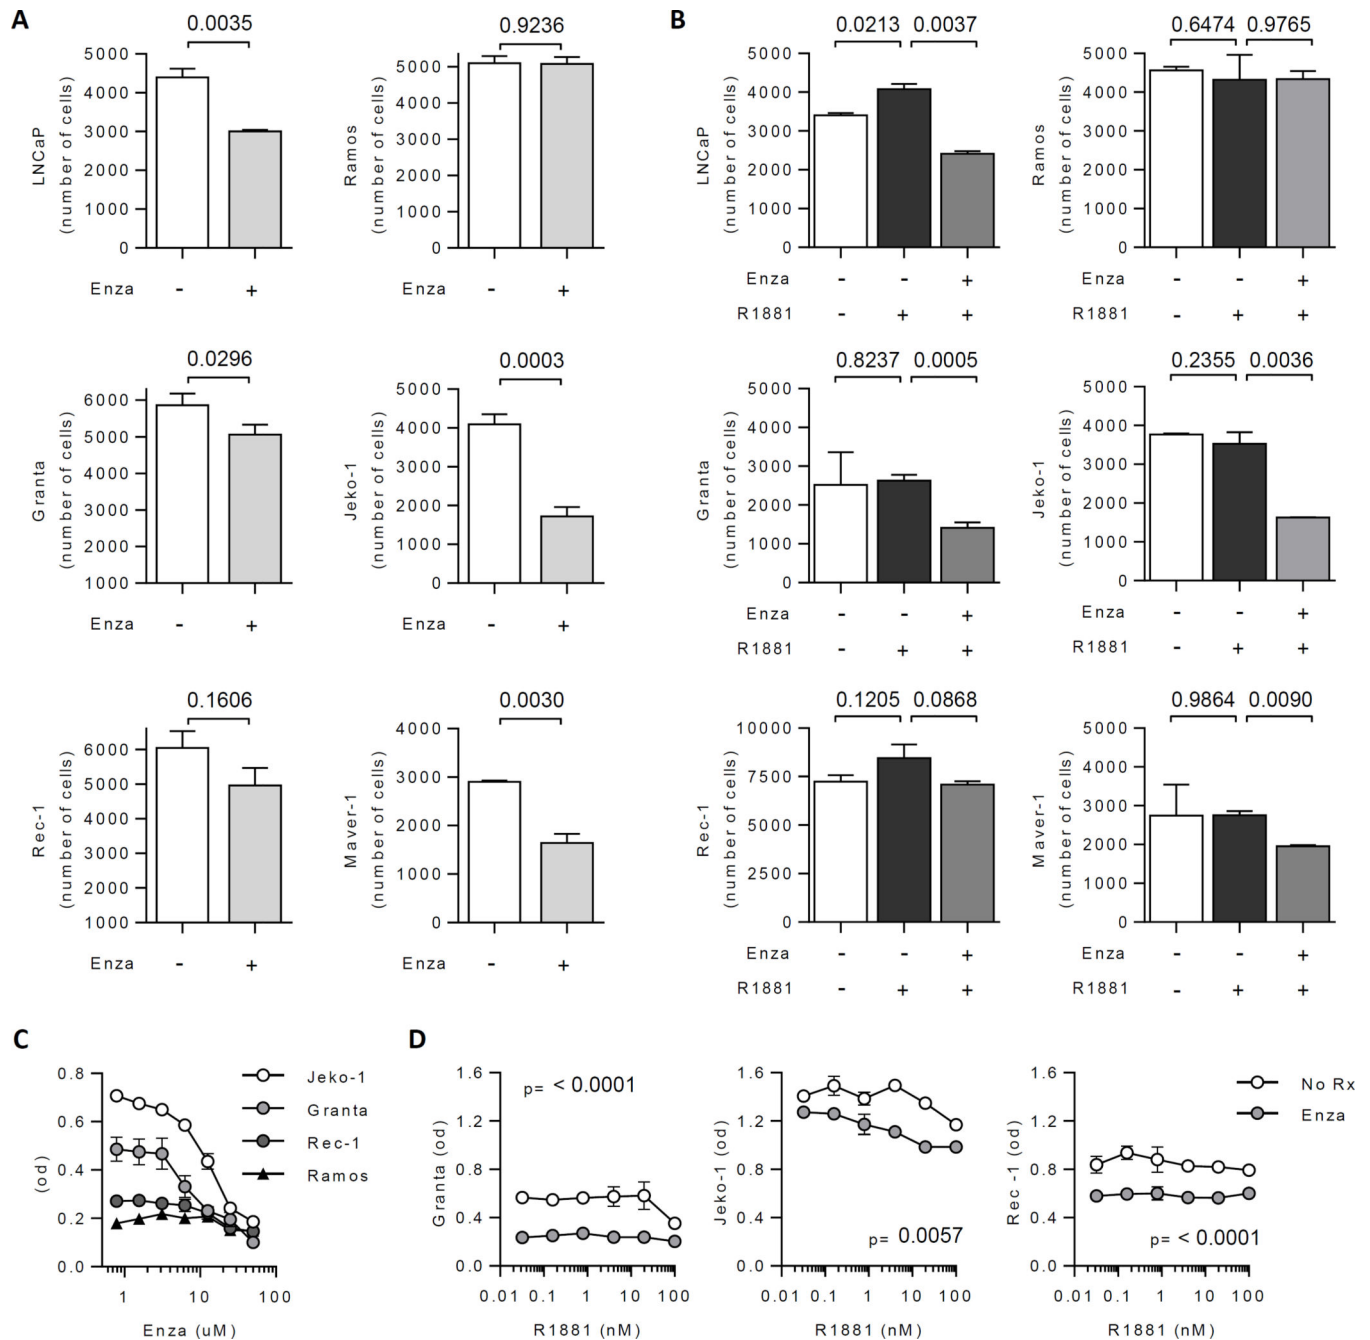 A
B
0.0035
0.9236
0.0213 0.0037
0.6474 0.9765
LNCaP
(number of cells)
5000
4000
3000
2000
1000
0
Enza - +
Ramos
(number of cells)
5000
4000
3000
2000
1000
0
Enza - +
LNCaP
(number of cells)
5000
4000
3000
2000
1000
0
Enza - - +
R1881 - + +
Ramos
(number of cells)
5000
4000
3000
2000
1000
0
Enza - - +
R1881 - + +
0.0296
0.0003
0.8237 0.0005
0.2355 0.0036
Granta
(number of cells)
6000
5000
4000
3000
2000
1000
Enza - +
Jeko-1
(number of cells)
4000
3000
2000
1000
0
Enza - +
Granta
(number of cells)
5000
4000
3000
2000
1000
0
Enza - - +
R1881 - + +
Jeko-1
(number of cells)
5000
4000
3000
2000
1000
0
Enza - - +
R1881 - + +
0.1606
0.0030
0.1205 0.0868
0.9864 0.0090
Rec-1
(number of cells)
6000
5000
4000
3000
2000
1000
Enza - +
Maver-1
(number of cells)
4000
3000
2000
1000
0
Enza - +
Rec-1
(number of cells)
10000
7500
5000
2500
0
Enza - - +
R1881 - + +
Maver-1
(number of cells)
5000
4000
3000
2000
1000
0
Enza - - +
R1881 - + +
C
(od)
0.8
0.6
0.4
0.2
0.0
1 10 100
Enza (uM)
Jeko-1
Granta
Rec-1
Ramos
D
Granta (od)
1.6
1.2
0.8
0.4
0.0
p= < 0.0001
0.01 0.1 1 10 100
R1881 (nM)
Jeko-1 (od)
1.6
1.2
0.8
0.4
0.0
p= 0.0057
0.01 0.1 1 10 100
R1881 (nM)
Rec -1 (od)
1.6
1.2
0.8
0.4
0.0
p= < 0.0001
0.01 0.1 1 10 100
R1881 (nM)
No Rx
Enza